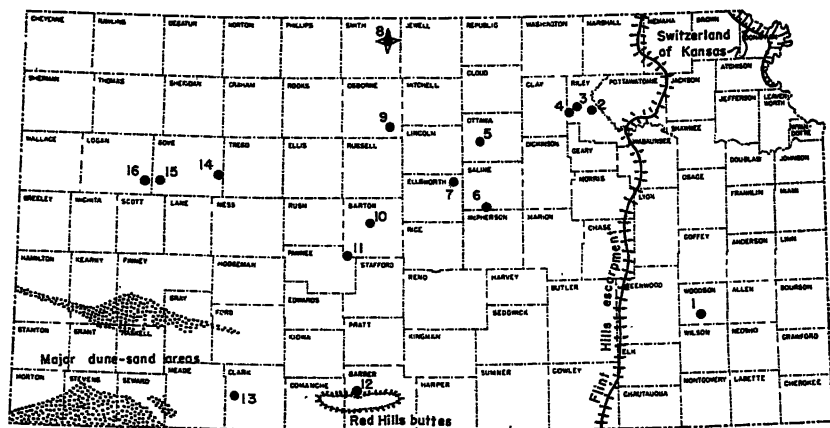 CHEYENNE RAWLINS DECATUR NORTON PHILLIPS SMITH JEWELL REPUBLIC WASHINGTON MARSHALL NEMAHA BROWN DONIPHAN
8
Switzerland
of Kansas
SHERMAN THOMAS SHERIDAN GRAHAM ROOKS OSBORNE MITCHELL CLOUD CLAY RILEY POTTAWATOMIE JACKSON ATCHISON
4 3 2
JEFFERSON LEAVENWORTH
9
LINCOLN OTTAWA
5
WALLACE LOGAN GOVE TREGO ELLIS RUSSELL DICKINSON GEARY WABAUNSEE SHAWNEE WYANDOTTE
16 15 14
ELLSWORTH SALINE
7 6
MORRIS OSAGE DOUGLAS JOHNSON
GREELEY WICHITA SCOTT LANE NESS RUSH BARTON
10
RICE McPHERSON MARION CHASE LYON FRANKLIN MIAMI
PAWNEE
11
STAFFORD
COFFEY ANDERSON LINN
HAMILTON KEARNY FINNEY HODGEMAN
RENO HARVEY
GRAY FORD EDWARDS
BUTLER GREENWOOD WOODSON ALLEN BOURBON
1
SEDGWICK
STANTON GRANT HASKELL KIOWA PRATT KINGMAN
Flint Hills escarpment
WILSON NEOSHO CRAWFORD
ELK
Major dune-sand areas
MORTON STEVENS SEWARD MEADE CLARK COMANCHE BARBER HARPER SUMNER COWLEY CHAUTAUQUA MONTGOMERY LABETTE CHEROKEE
13
12
Red Hills buttes